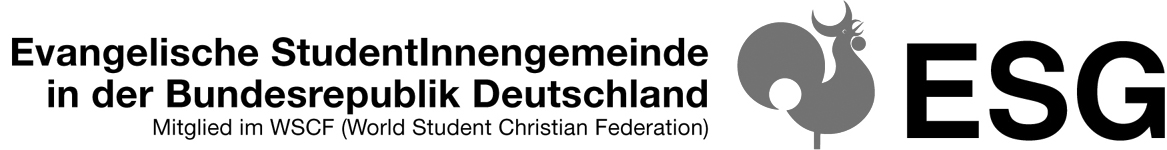 Evangelische StudentInnengemeinde
in der Bundesrepublik Deutschland
Mitglied im WSCF (World Student Christian Federation)
ESG